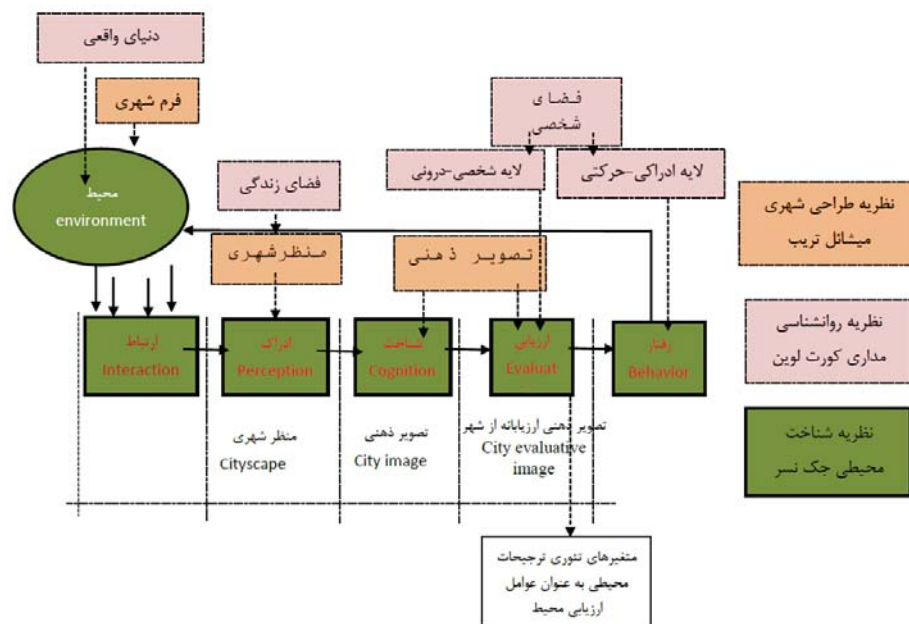 دنیای واقعی
فرم شهری
محیط
environment
فضای زندگی
منظر شهری
فضای
شخصی
لایه شخصی-درونی
لایه ادراکی-حرکتی
تصویر ذهنی
ارتباط
Interaction
ادراک
Perception
شناخت
Cognition
ارزیابی
Evaluat
رفتار
Behavior
منظر شهری
Cityscape
تصویر ذهنی
City image
تصویر ذهنی ارزیابانه از شهر
City evaluative
image
متغیرهای تئوری ترجیحات
محیطی به عنوان عوامل
ارزیابی محیط
نظریه طراحی شهری
میشائل تریب
نظریه روانشناسی
مداری کورت لوین
نظریه شناخت
محیطی جک نسر